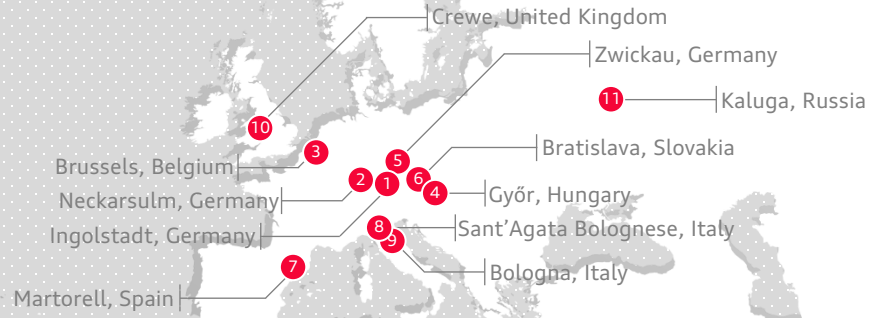 Crewe, United Kingdom
Zwickau, Germany
11
Kaluga, Russia
10
Bratislava, Slovakia
3
5
Brussels, Belgium
2
1
6
4
Neckarsulm, Germany
Győr, Hungary
8
Sant’Agata Bolognese, Italy
Ingolstadt, Germany
9
7
Bologna, Italy
Martorell, Spain